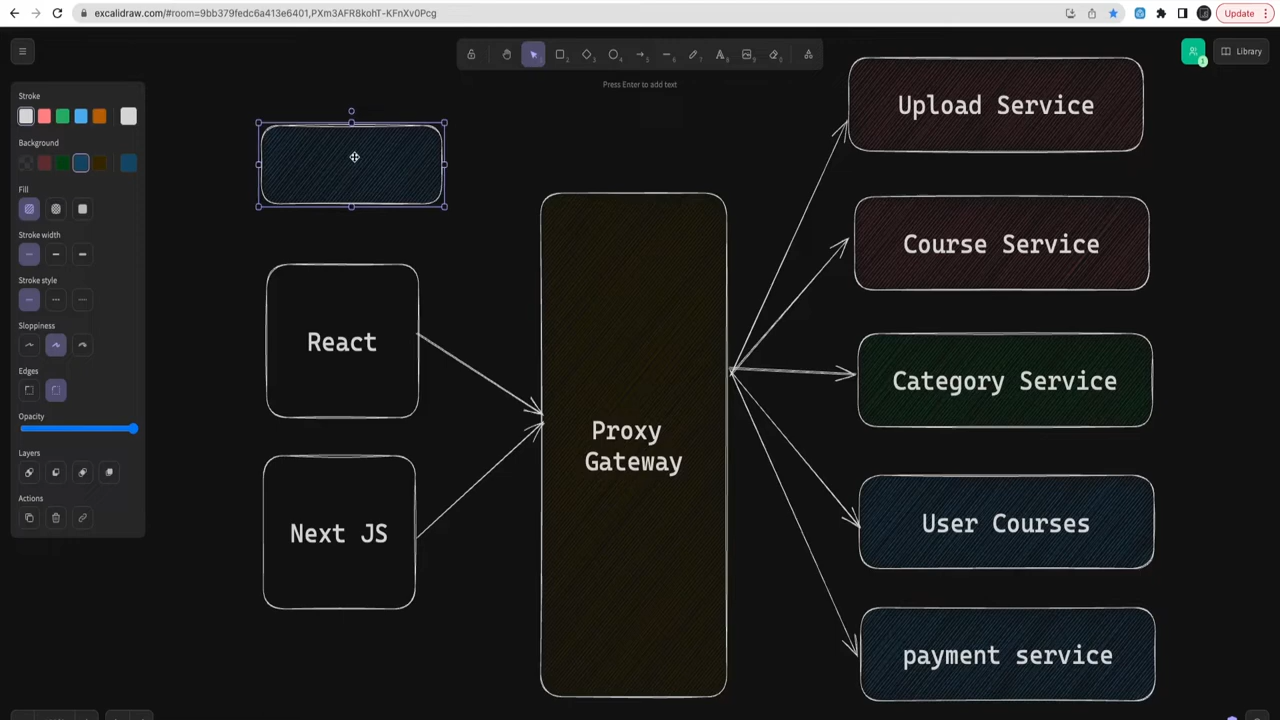 excalidraw.com/#room=9bb379fedc6a413e6401,PXm3AFR8kohT-KFnXv0Pcg
Update
Library
Press Enter to add text
Stroke
Background
Fill
Stroke width
Stroke style
Sloppiness
Edges
Opacity
Layers
Actions
React
Next JS
Proxy
Gateway
Upload Service
Course Service
Category Service
User Courses
payment service